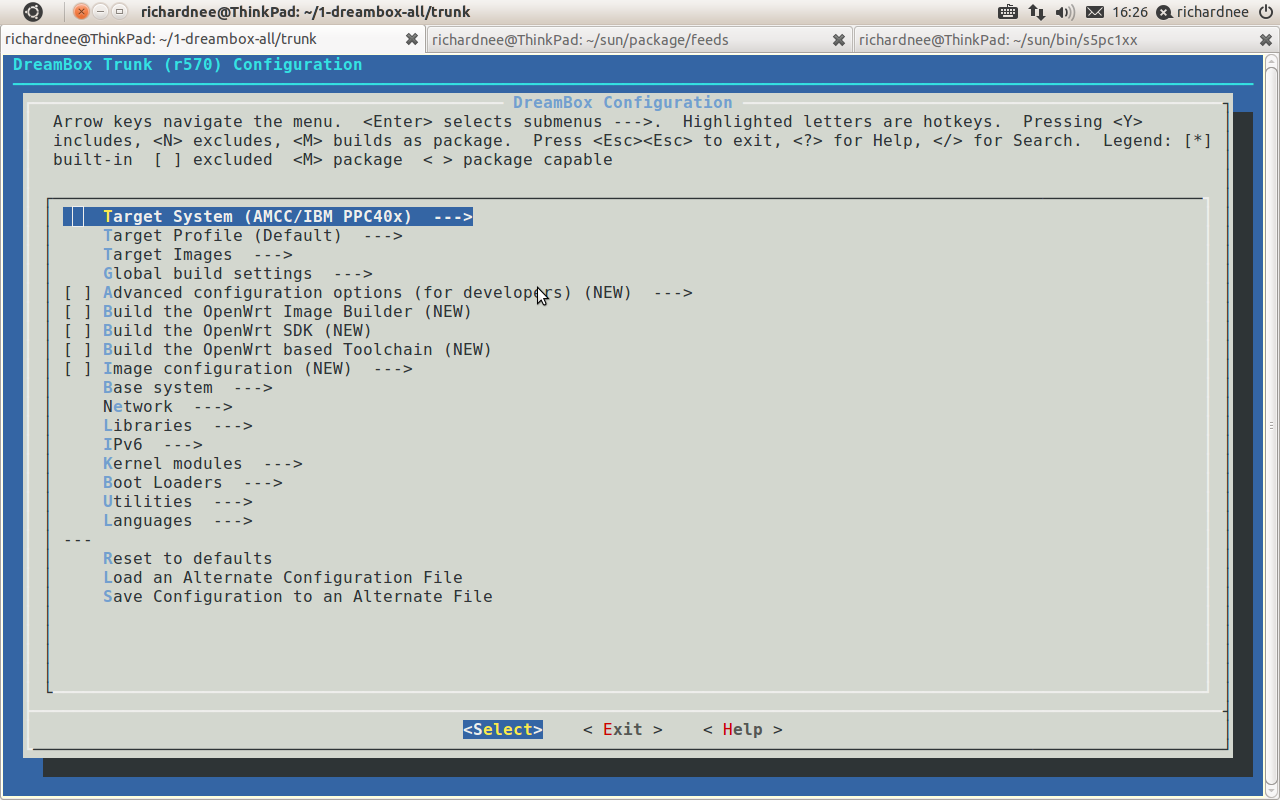 richardnee@ThinkPad: ~/1-dreambox-all/trunk
16:26 richardnee
richardnee@ThinkPad: ~/1-dreambox-all/trunk
richardnee@ThinkPad: ~/sun/package/feeds
richardnee@ThinkPad: ~/sun/bin/s5pc1xx
DreamBox Trunk (r570) Configuration
DreamBox Configuration
Arrow keys navigate the menu.  <Enter> selects submenus --->.  Highlighted letters are hotkeys.  Pressing <Y>
includes, <N> excludes, <M> builds as package.  Press <Esc><Esc> to exit, <?> for Help, </> for Search.  Legend: [*]
built-in  [ ] excluded  <M> package  < > package capable
Target System (AMCC/IBM PPC40x)  --->
Target Profile (Default)  --->
Target Images  --->
Global build settings  --->
[ ] Advanced configuration options (for developers) (NEW)  --->
[ ] Build the OpenWrt Image Builder (NEW)
[ ] Build the OpenWrt SDK (NEW)
[ ] Build the OpenWrt based Toolchain (NEW)
[ ] Image configuration (NEW)  --->
Base system  --->
Network  --->
Libraries  --->
IPv6  --->
Kernel modules  --->
Boot Loaders  --->
Utilities  --->
Languages  --->
---
Reset to defaults
Load an Alternate Configuration File
Save Configuration to an Alternate File
<Select>    < Exit >    < Help >